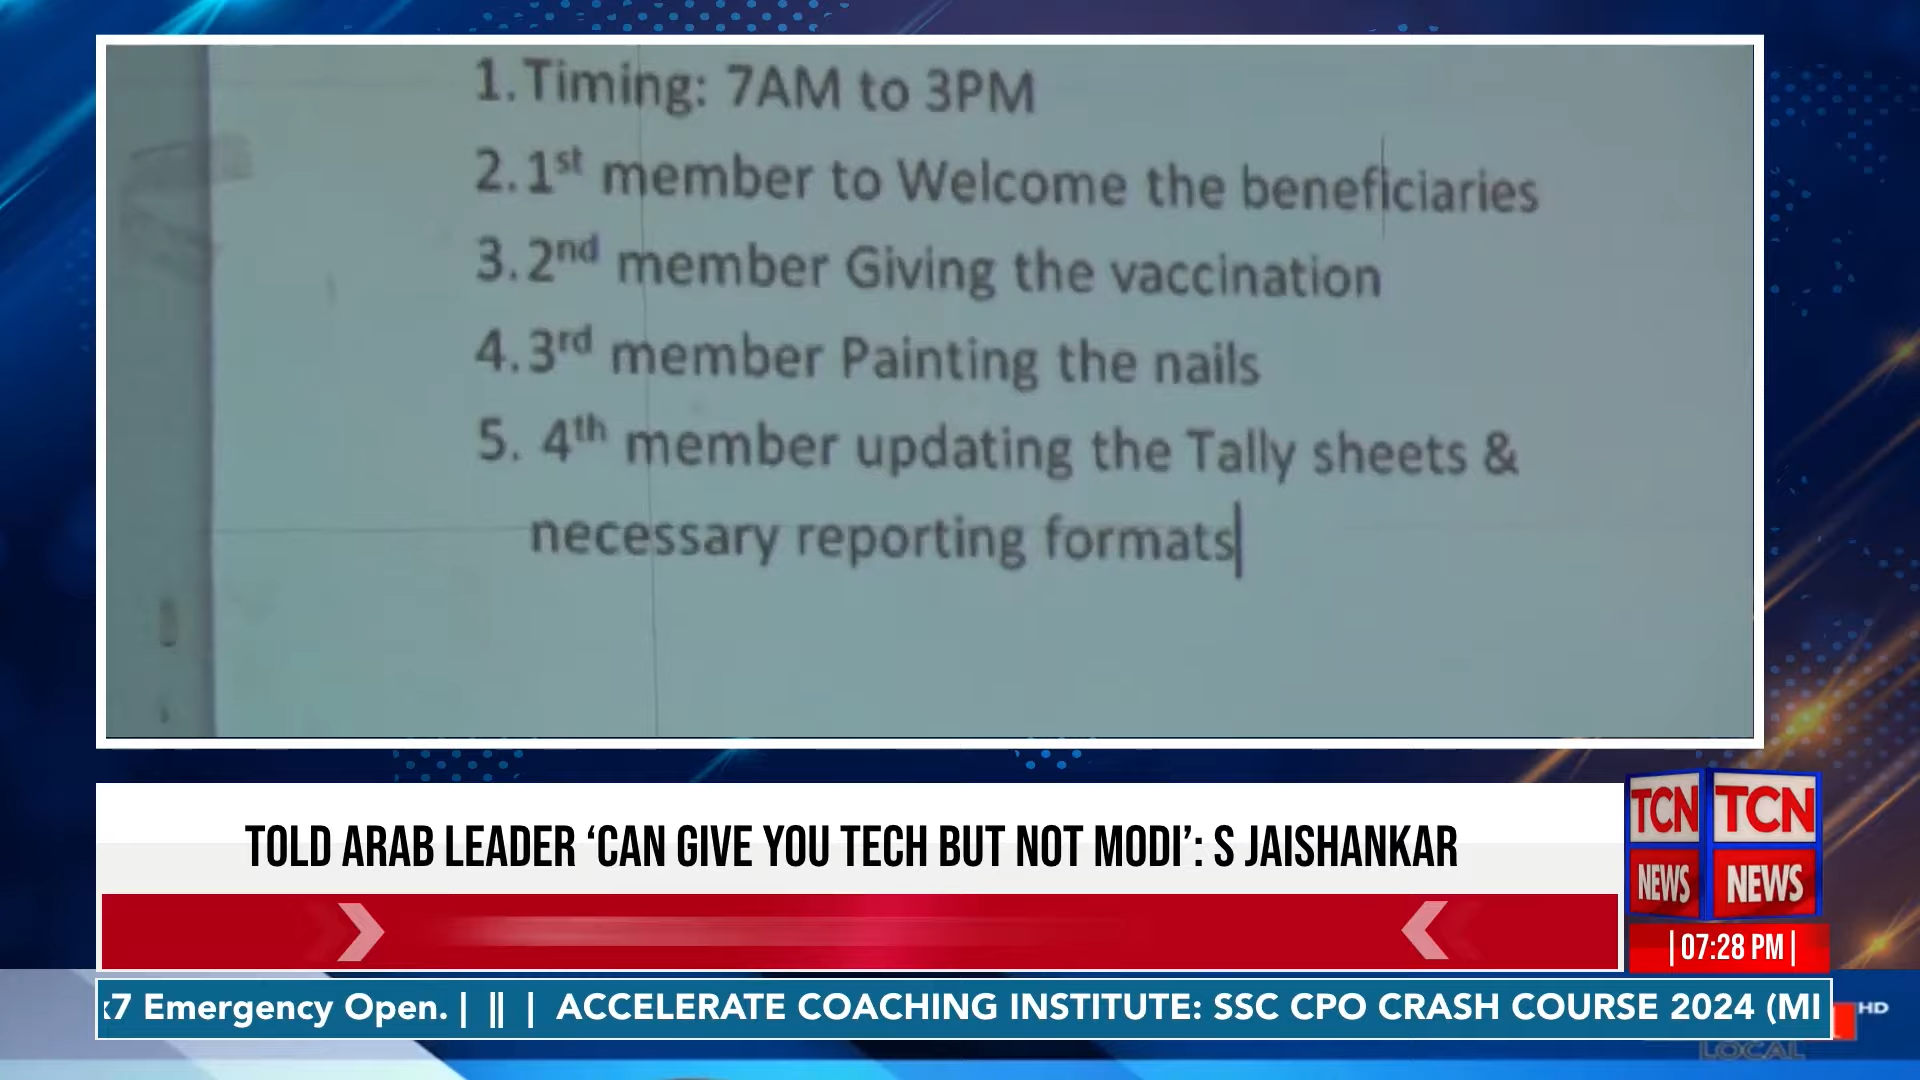 1. Timing: 7AM to 3PM
2. 1st member to Welcome the beneficiaries
3. 2nd member Giving the vaccination
4. 3rd member Painting the nails
5. 4th member updating the Tally sheets &
necessary reporting formats
TOLD ARAB LEADER ‘CAN GIVE YOU TECH BUT NOT MODI’: S JAISHANKAR
TCN TCN
NEWS NEWS
|07:28 PM|
x7 Emergency Open. | || | ACCELERATE COACHING INSTITUTE: SSC CPO CRASH COURSE 2024 (MI
HD
LOCAL